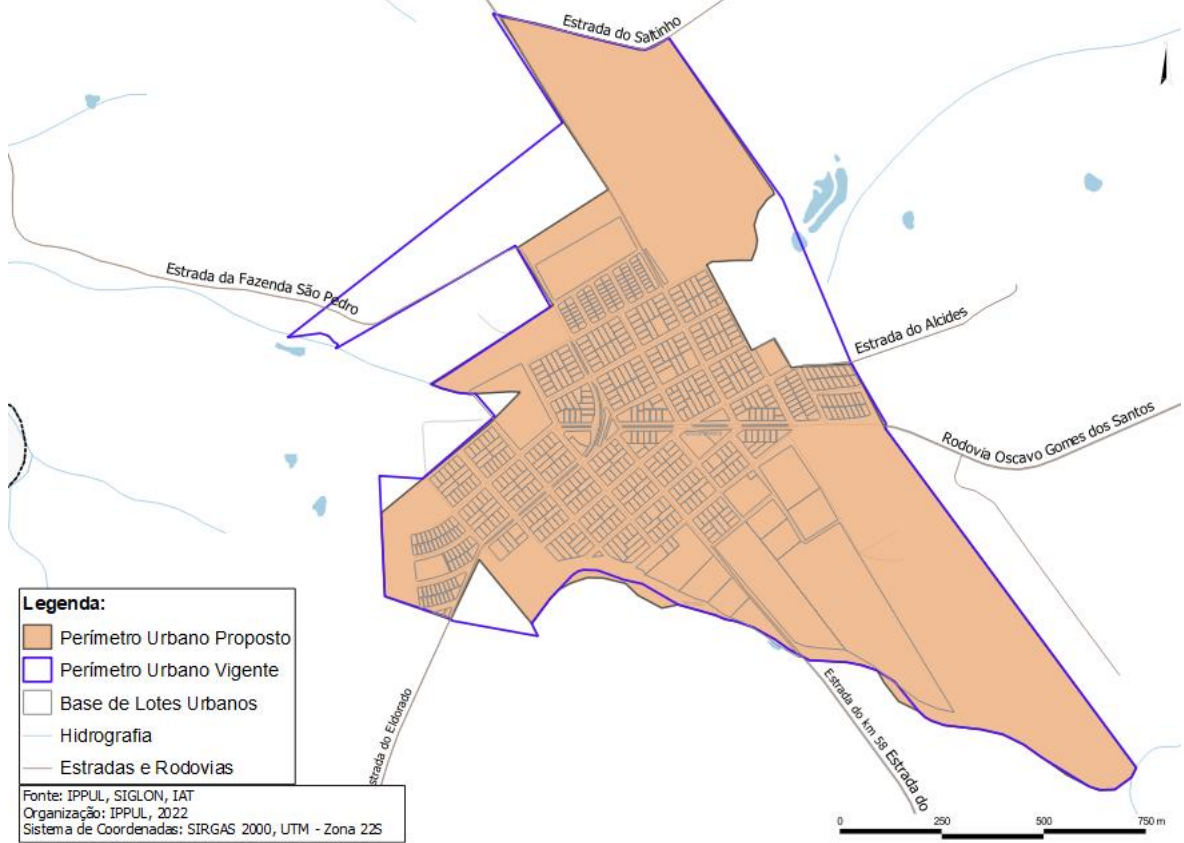 Estrada do Saltinho
Estrada da Fazenda São Pedro
Estrada do Alcides
Rodovia Oscavo Gomes dos Santos
Legenda:
Perímetro Urbano Proposto
Perímetro Urbano Vigente
Base de Lotes Urbanos
Hidrografia
Estradas e Rodovias
strada do Eldorado
Estrada do km 58 Estrada do
Fonte: IPPUL, SIGLON, IAT
Organização: IPPUL, 2022
Sistema de Coordenadas: SIRGAS 2000, UTM - Zona 22S
0 250 500 750 m